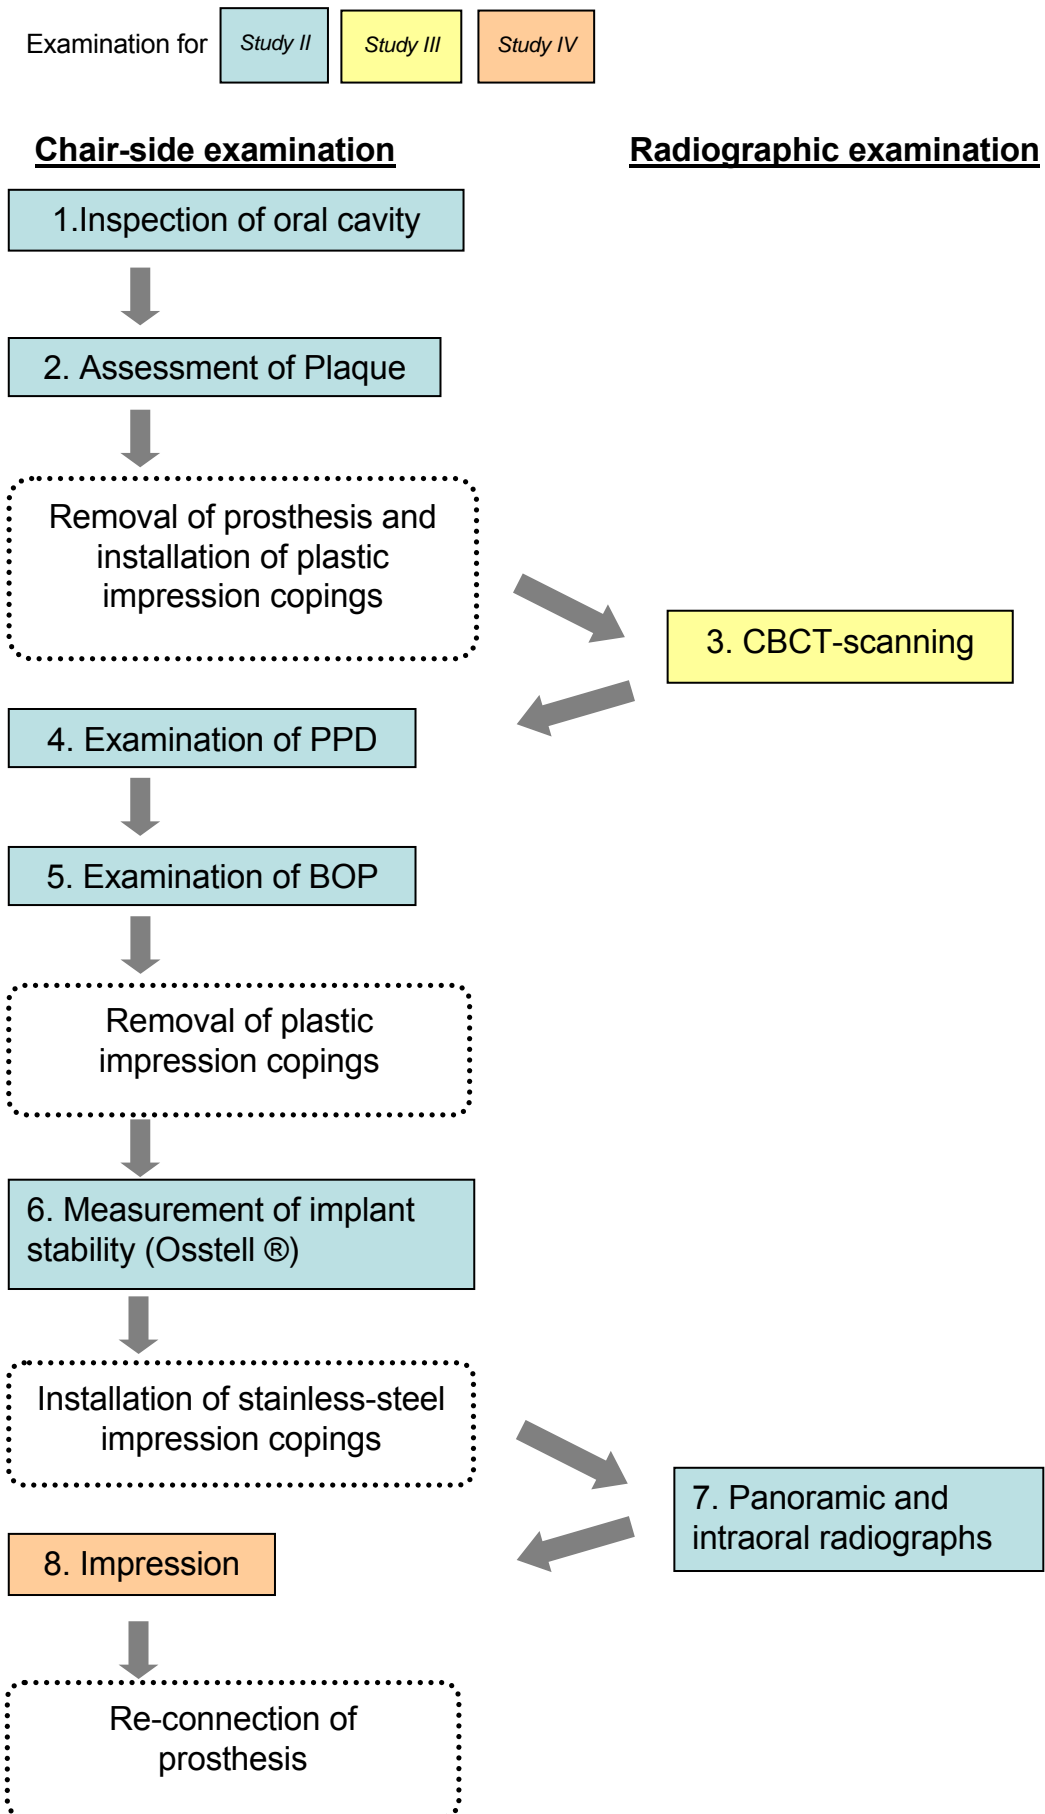 Examination for Study II Study III Study IV
Chair-side examination Radiographic examination
1.Inspection of oral cavity
2. Assessment of Plaque
Removal of prosthesis and
installation of plastic
impression copings
3. CBCT-scanning
4. Examination of PPD
5. Examination of BOP
Removal of plastic
impression copings
6. Measurement of implant
stability (Osstell ®)
Installation of stainless-steel
impression copings
7. Panoramic and
intraoral radiographs
8. Impression
Re-connection of
prosthesis